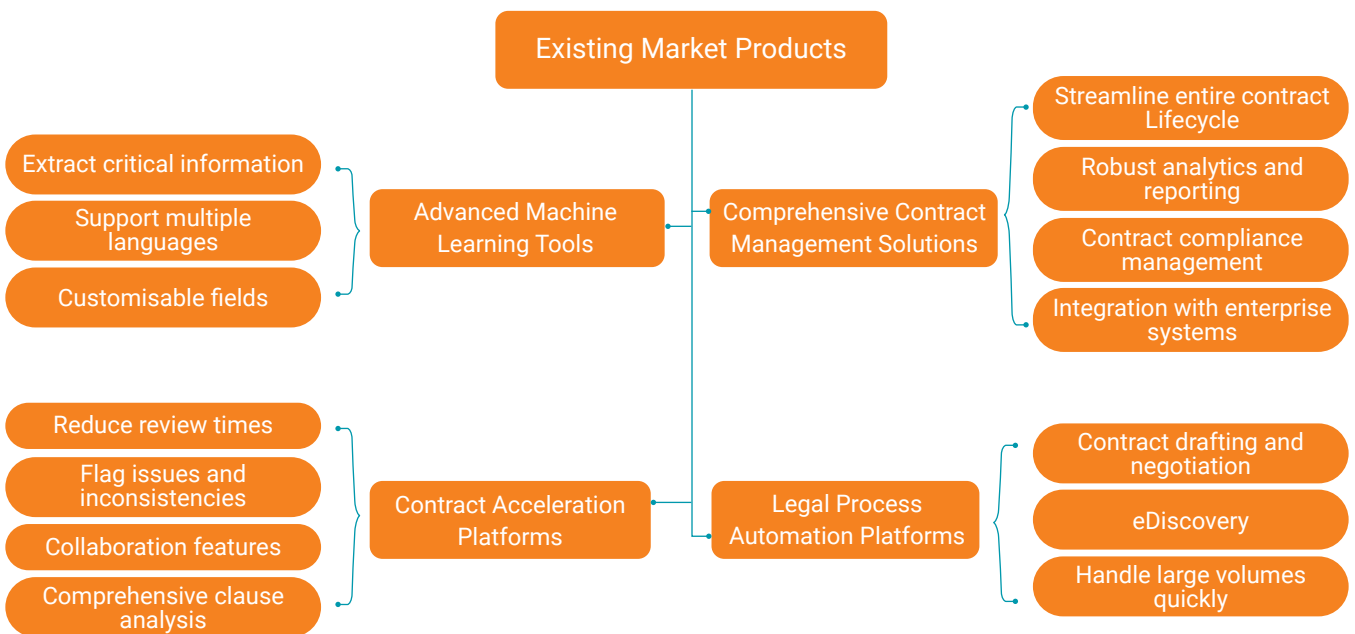 Existing Market Products
Extract critical information
Support multiple
languages
Customisable fields
Advanced Machine
Learning Tools
Comprehensive Contract
Management Solutions
Streamline entire contract
Lifecycle
Robust analytics and
reporting
Contract compliance
management
Integration with enterprise
systems
Reduce review times
Flag issues and
inconsistencies
Collaboration features
Comprehensive clause
analysis
Contract Acceleration
Platforms
Legal Process
Automation Platforms
Contract drafting and
negotiation
eDiscovery
Handle large volumes
quickly